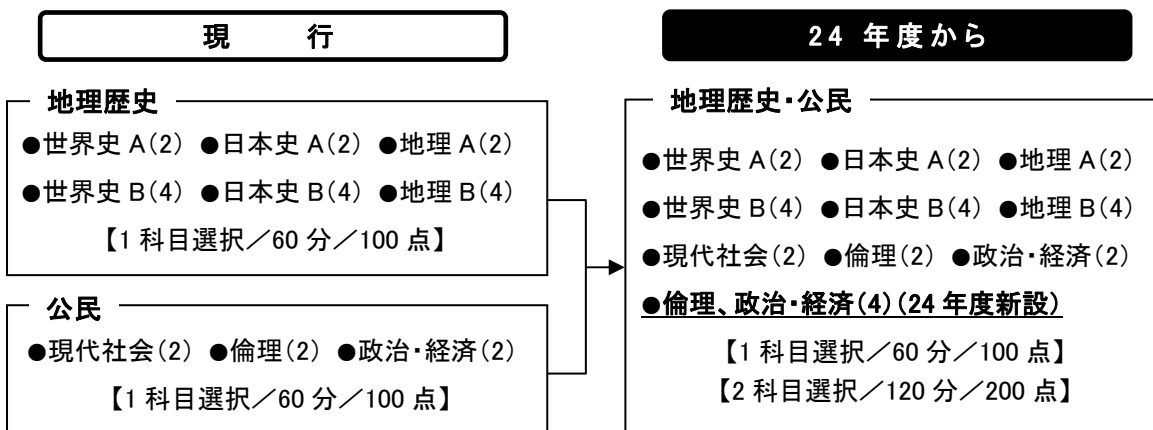 現 行
地理歴史
●世界史 A(2) ●日本史 A(2) ●地理 A(2)
●世界史 B(4) ●日本史 B(4) ●地理 B(4)
【1 科目選択／60 分／100 点】
公民
●現代社会(2) ●倫理(2) ●政治・経済(2)
【1 科目選択／60 分／100 点】
24 年度から
地理歴史・公民
●世界史 A(2) ●日本史 A(2) ●地理 A(2)
●世界史 B(4) ●日本史 B(4) ●地理 B(4)
●現代社会(2) ●倫理(2) ●政治・経済(2)
●倫理、政治・経済(4)(24 年度新設)
【1 科目選択／60 分／100 点】
【2 科目選択／120 分／200 点】